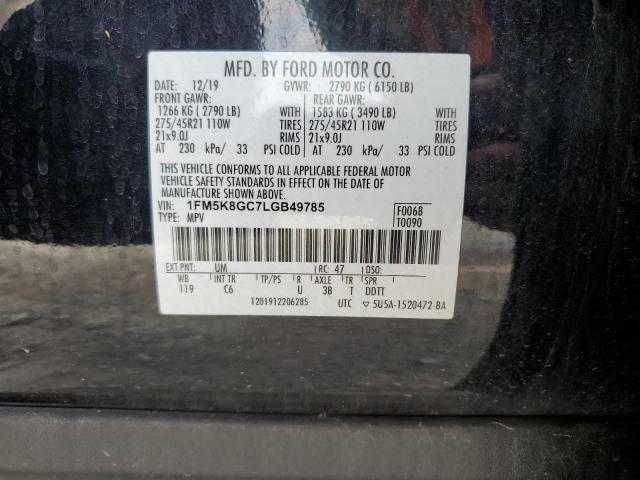 MFD. BY FORD MOTOR CO.
DATE: 12/19 GVWR: 2790 KG ( 6150 LB)
FRONT GAWR: REAR GAWR:
1266 KG ( 2790 LB) WITH 1583 KG ( 3490 LB) WITH
275/45R21 110W TIRES 275/45R21 110W TIRES
21x9.0J RIMS 21x9.0J RIMS
AT 230 kPa/ 33 PSI COLD AT 230 kPa/ 33 PSI COLD
THIS VEHICLE CONFORMS TO ALL APPLICABLE FEDERAL MOTOR
VEHICLE SAFETY STANDARDS IN EFFECT ON THE DATE OF
MANUFACTURE SHOWN ABOVE.
VIN: 1FM5K8GC7LGB49785 F0068
TYPE: MPV T0090
EXT PNT: UM RC: 47 DSO:
WB INT TR TP/PS R AXLE TR SPR
119 C6 U 3B T DDTT
1201912206285 UTC ▽ 5U5A-1520472-BA